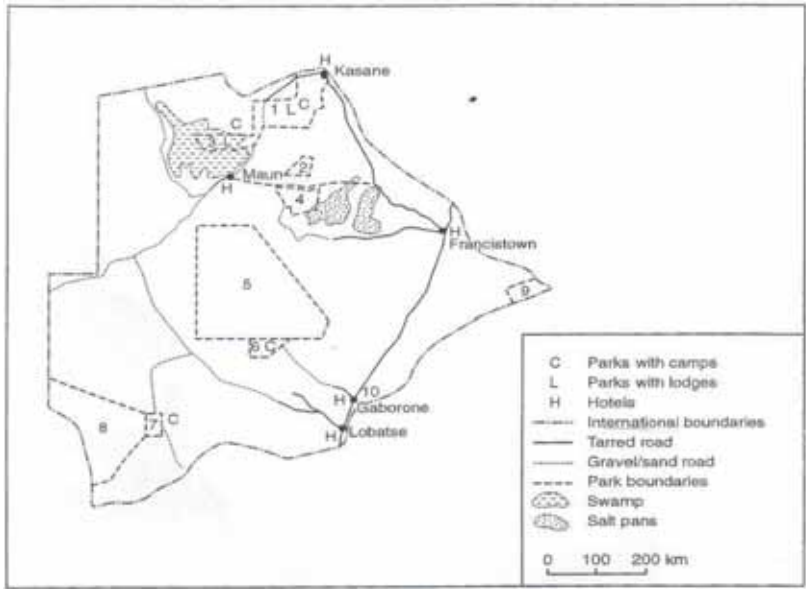 H
Kasane
1 L C
C
3 L
Maun
2
H
4
H
Francistown
5
9
6 C
10
H
Gaborone
7 C
8
H
Lobatse
C Parks with camps
L Parks with lodges
H Hotels
International boundaries
Tarred road
Gravel/sand road
Park boundaries
Swamp
Salt pans
0 100 200 km